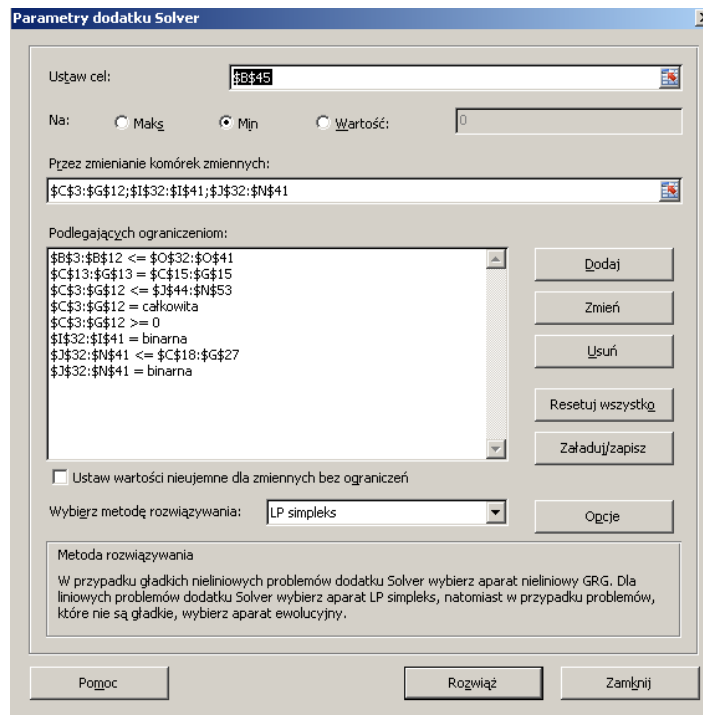 Parametry dodatku Solver
Ustaw cel:
$B$45
Na:
Maks
Min
Wartość:
0
Przez zmienianie komórek zmiennych:
$C$3:$G$12;$I$32:$I$41;$J$32:$N$41
Podlegających ograniczeniom:
$B$3:$B$12 <= $O$32:$O$41
$C$13:$G$13 = $C$15:$G$15
$C$3:$G$12 <= $J$44:$N$53
$C$3:$G$12 = całkowita
$C$3:$G$12 >= 0
$I$32:$I$41 = binarna
$J$32:$N$41 <= $C$18:$G$27
$J$32:$N$41 = binarna
Dodaj
Zmień
Usuń
Resetuj wszystko
Załaduj/zapisz
Ustaw wartości nieujemne dla zmiennych bez ograniczeń
Wybierz metodę rozwiązywania:
LP simpleks
Opcje
Metoda rozwiązywania
W przypadku gładkich nieliniowych problemów dodatku Solver wybierz aparat nieliniowy GRG. Dla
liniowych problemów dodatku Solver wybierz aparat LP simpleks, natomiast w przypadku problemów,
które nie są gładkie, wybierz aparat ewolucyjny.
Pomoc
Rozwiąż
Zamknij